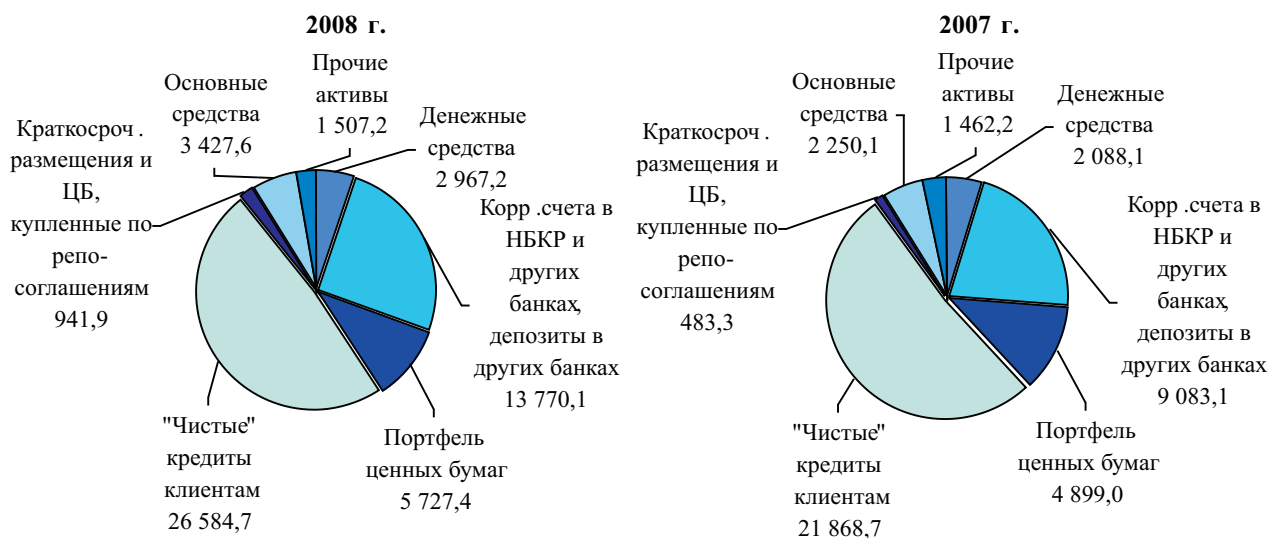 2008 г.
Прочие
активы
1 507,2
Основные
средства
3 427,6
Денежные
средства
2 967,2
Краткосроч .
размещения и
ЦБ,
купленные по
репо-
соглашениям
941,9
Корр .счета в
НБКР и
других
банках,
депозиты в
других банках
13 770,1
"Чистые"
кредиты
клиентам
26 584,7
Портфель
ценных бумаг
5 727,4
2007 г.
Прочие
активы
1 462,2
Основные
средства
2 250,1
Денежные
средства
2 088,1
Краткосроч .
размещения и
ЦБ,
купленные по
репо-
соглашениям
483,3
Корр .счета в
НБКР и
других
банках,
депозиты в
других банках
9 083,1
"Чистые"
кредиты
клиентам
21 868,7
Портфель
ценных бумаг
4 899,0